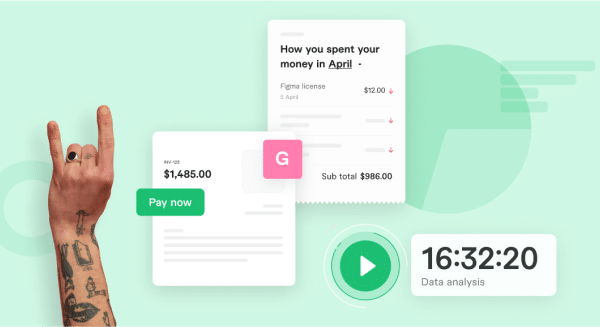 How you spent your
money in April
Figma license
5 April
$12.00
Sub total $986.00
INV-122
$1,485.00
G
Pay now
16:32:20
Data analysis